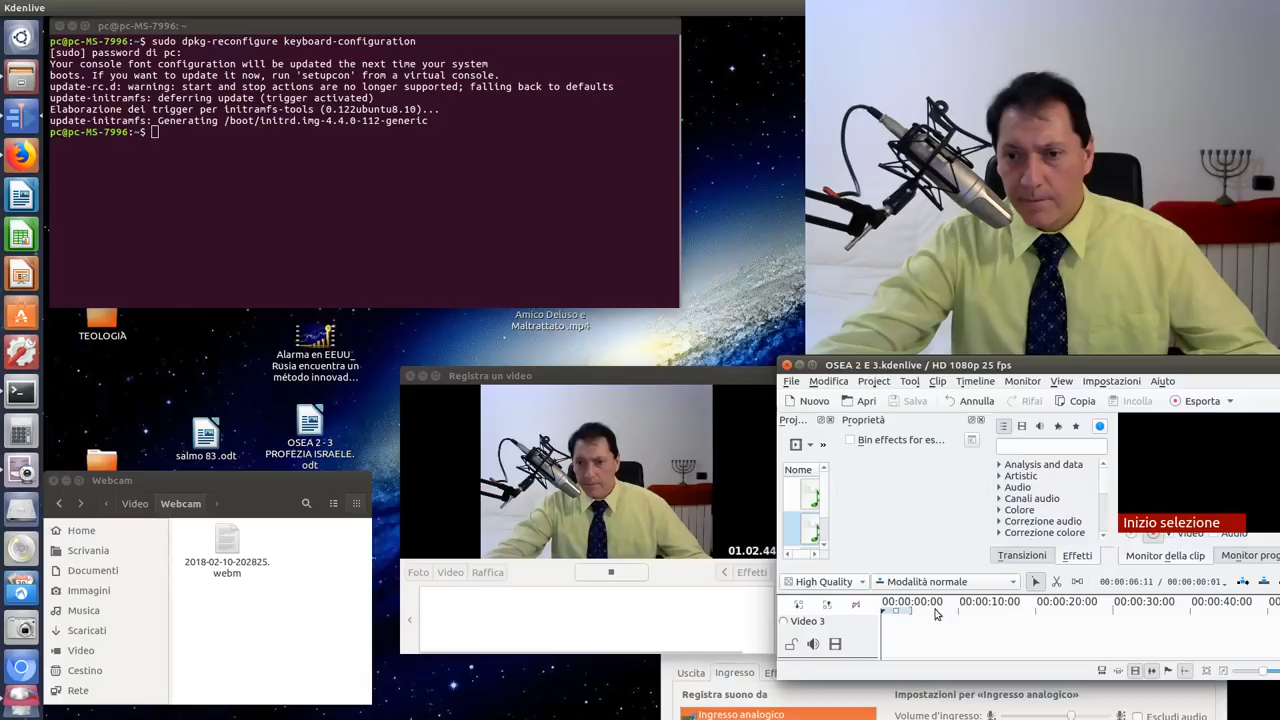 Kdenlive
pc@pc-MS-7996: ~
pc@pc-MS-7996:~$ sudo dpkg-reconfigure keyboard-configuration
[sudo] password di pc:
Your console font configuration will be updated the next time your system
boots. If you want to update it now, run 'setupcon' from a virtual console.
update-rc.d: warning: start and stop actions are no longer supported; falling back to defaults
update-initramfs: deferring update (trigger activated)
Elaborazione dei trigger per initramfs-tools (0.122ubuntu8.10)...
update-initramfs: Generating /boot/initrd.img-4.4.0-112-generic
pc@pc-MS-7996:~$
TEOLOGIÀ
Alarma en EEUU_
Rusia encuentra un
método innovad...
Amico Deluso e
Maltrattato .mp4
salmo 83 .odt
OSEA 2 - 3
PROFEZIA ISRAELE.
odt
Webcam
Video
Webcam
Home
Scrivania
Documenti
Immagini
Musica
Scaricati
Video
Cestino
Rete
2018-02-10-202825.
webm
Registra un video
01.02.44
Foto
Video
Raffica
Effetti
OSEA 2 E 3.kdenlive / HD 1080p 25 fps
File Modifica Project Tool Clip Timeline Monitor View Impostazioni Aiuto
Nuovo Apri Salva Annulla Rifai Copia Incolla Esporta
Proj... Proprietà
Bin effects for es...
Nome
Analysis and data
Artistic
Audio
Canali audio
Colore
Correzione audio
Correzione colore
Inizio selezione
Transizioni Effetti
Monitor della clip
Monitor prog
High Quality
Modalità normale
00:00:06:11 / 00:00:00:01
00:00:00:00 00:00:10:00 00:00:20:00 00:00:30:00 00:00:40:00
Video 3
Uscita Ingresso
Registra suono da
Impostazioni per «Ingresso analogico»
Ingresso analogico
Volume d'ingresso:
Escludi audio